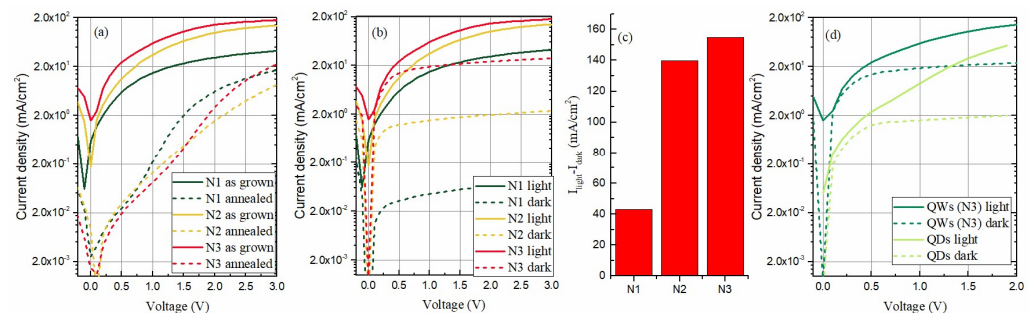 (a)
Current density (mA/cm²)
2.0x10²
2.0x10¹
2.0x10⁰
2.0x10⁻¹
2.0x10⁻²
2.0x10⁻³
0.0 0.5 1.0 1.5 2.0 2.5 3.0
Voltage (V)
N1 as grown
N1 annealed
N2 as grown
N2 annealed
N3 as grown
N3 annealed
(b)
Current density (mA/cm²)
2.0x10²
2.0x10¹
2.0x10⁰
2.0x10⁻¹
2.0x10⁻²
2.0x10⁻³
0.0 0.5 1.0 1.5 2.0 2.5 3.0
Voltage (V)
N1 light
N1 dark
N2 light
N2 dark
N3 light
N3 dark
(c)
I_light-I_dark (mA/cm²)
160
140
120
100
80
60
40
20
0
N1 N2 N3
(d)
Current density (mA/cm²)
2.0x10²
2.0x10¹
2.0x10⁰
2.0x10⁻¹
2.0x10⁻²
2.0x10⁻³
0.0 0.5 1.0 1.5 2.0
Voltage (V)
QWs (N3) light
QWs (N3) dark
QDs light
QDs dark